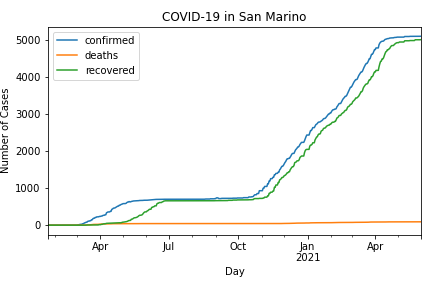 COVID-19 in San Marino
confirmed
deaths
recovered
Number of Cases
5000
4000
3000
2000
1000
0
Apr
Jul
Oct
Jan
2021
Apr
Day